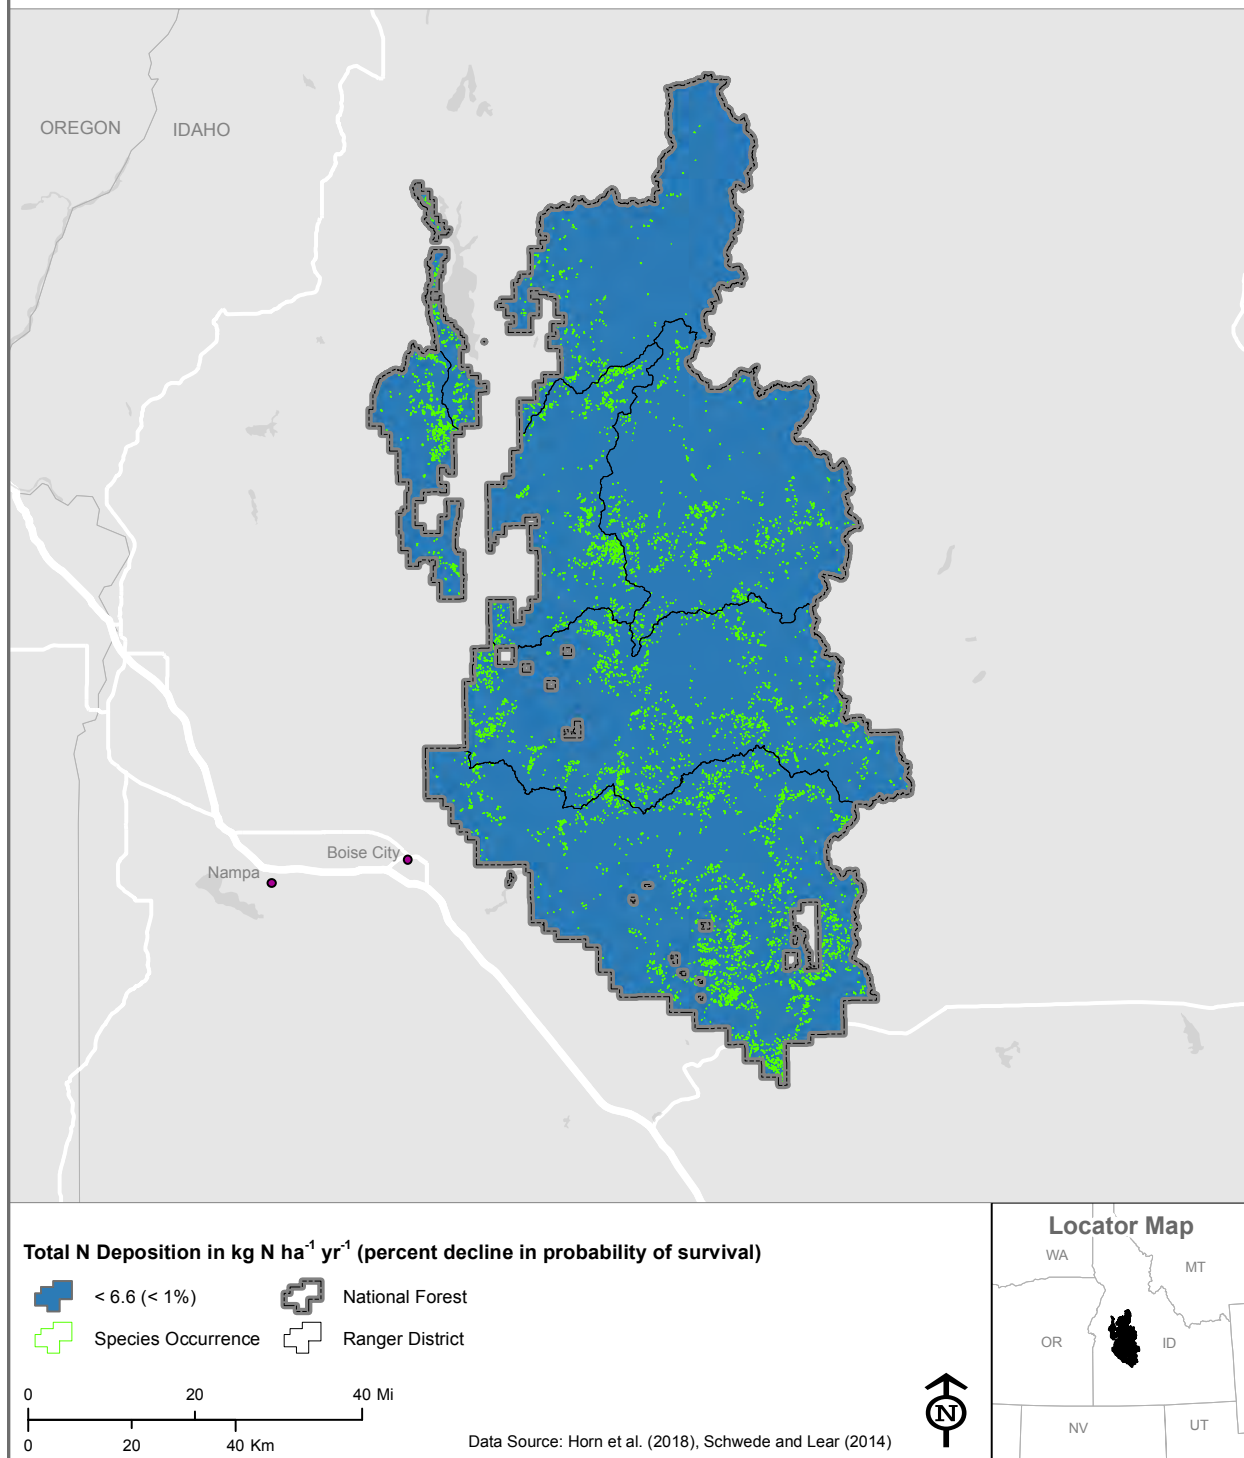 OREGON
IDAHO
Boise City
Nampa
Total N Deposition in kg N ha⁻¹ yr⁻¹ (percent decline in probability of survival)
< 6.6 (< 1%)
National Forest
Species Occurrence
Ranger District
0 20 40 Mi
0 20 40 Km
Data Source: Horn et al. (2018), Schwede and Lear (2014)
N
Locator Map
WA
MT
OR
ID
NV
UT